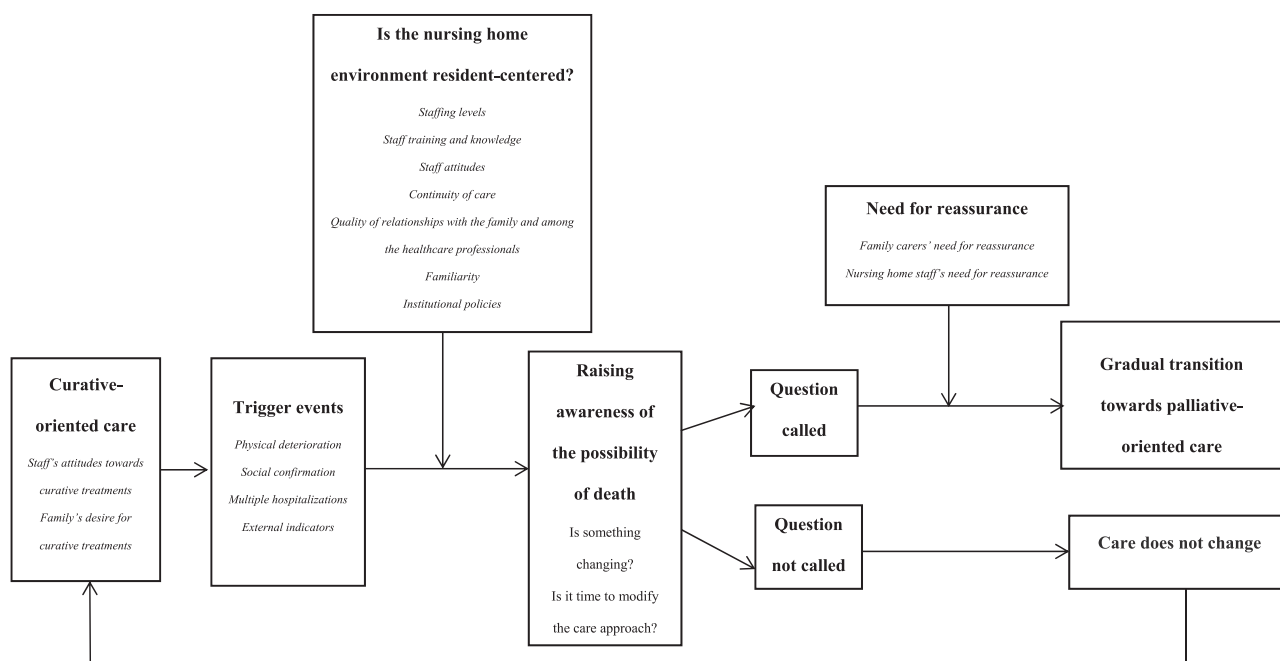 Is the nursing home
environment resident-centered?
Staffing levels
Staff training and knowledge
Staff attitudes
Continuity of care
Quality of relationships with the family and among
the healthcare professionals
Familiarity
Institutional policies
Need for reassurance
Family carers’ need for reassurance
Nursing home staff’s need for reassurance
Curative-
oriented care
Staff’s attitudes towards
curative treatments
Family’s desire for
curative treatments
Trigger events
Physical deterioration
Social confirmation
Multiple hospitalizations
External indicators
Raising
awareness of
the possibility
of death
Is something
changing?
Is it time to modify
the care approach?
Question
called
Gradual transition
towards palliative-
oriented care
Question
not called
Care does not change